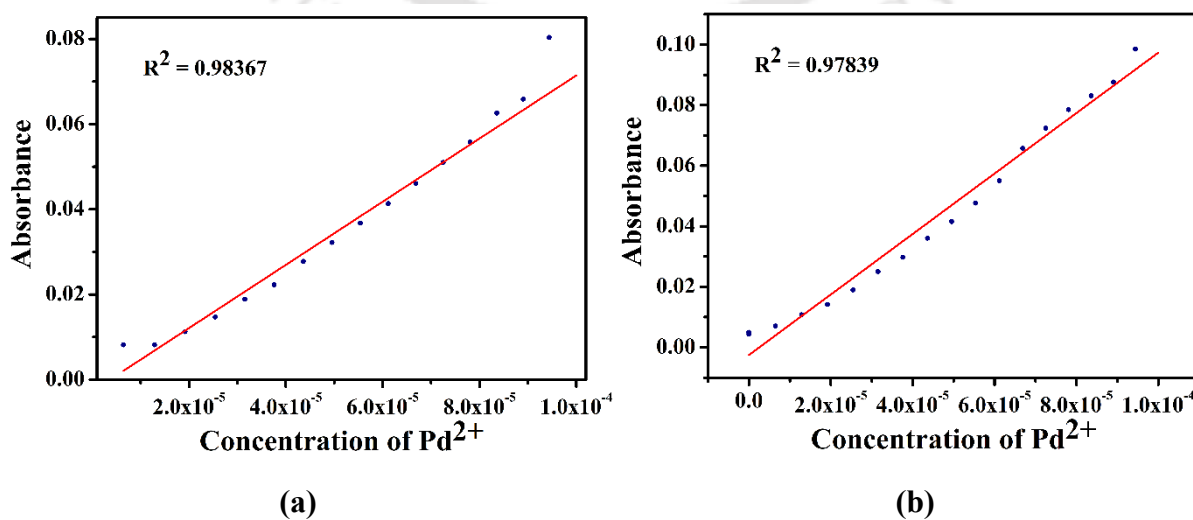 R² = 0.98367
Absorbance
0.08
0.06
0.04
0.02
0.00
2.0x10⁻⁵ 4.0x10⁻⁵ 6.0x10⁻⁵ 8.0x10⁻⁵ 1.0x10⁻⁴
Concentration of Pd²⁺
(a)
R² = 0.97839
Absorbance
0.10
0.08
0.06
0.04
0.02
0.00
0.0 2.0x10⁻⁵ 4.0x10⁻⁵ 6.0x10⁻⁵ 8.0x10⁻⁵ 1.0x10⁻⁴
Concentration of Pd²⁺
(b)